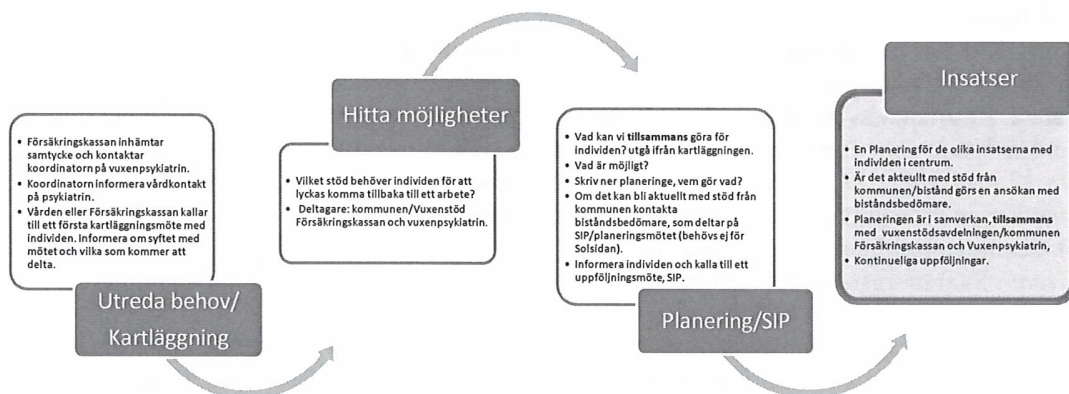 • Försäkringskassan inhämtar
samtycke och kontaktar
koordinatorn på vuxenpsykiatrin.
• Koordinatorn informera vårdkontakt
på psykiatrin.
• Vården eller Försäkringskassan kallar
till ett första kartläggningsmöte med
individen. Informera om syftet med
mötet och vilka som kommer att
delta.
Utreda behov/
Kartläggning
Hitta möjligheter
• Vilket stöd behöver individen för att
lyckas komma tillbaka till ett arbete?
• Deltagare: kommunen/Vuxenstöd
Försäkringskassan och vuxenpsykiatrin.
• Vad kan vi tillsammans göra för
individen? utgå ifrån kartläggningen.
• Vad är möjligt?
• Skriv ner planeringe, vem gör vad?
• Om det kan bli aktuellt med stöd från
kommunen kontakta
biståndsbedömare, som deltar på
SIP/planeringsmötet (behövs ej för
Solsidan).
• Informera individen och kalla till ett
uppföljningsmöte, SIP.
Planering/SIP
Insatser
• En Planering för de olika insatserna med
individen i centrum.
• Är det akteullt med stöd från
kommunen/bistånd görs en ansökan med
biståndsbedömare.
• Planeringen är i samverkan, tillsammans
med vuxenstödsavdelningen/kommunen
Försäkringskassan och Vuxenpsykiatrin,
• Kontinueliga uppföljningar.